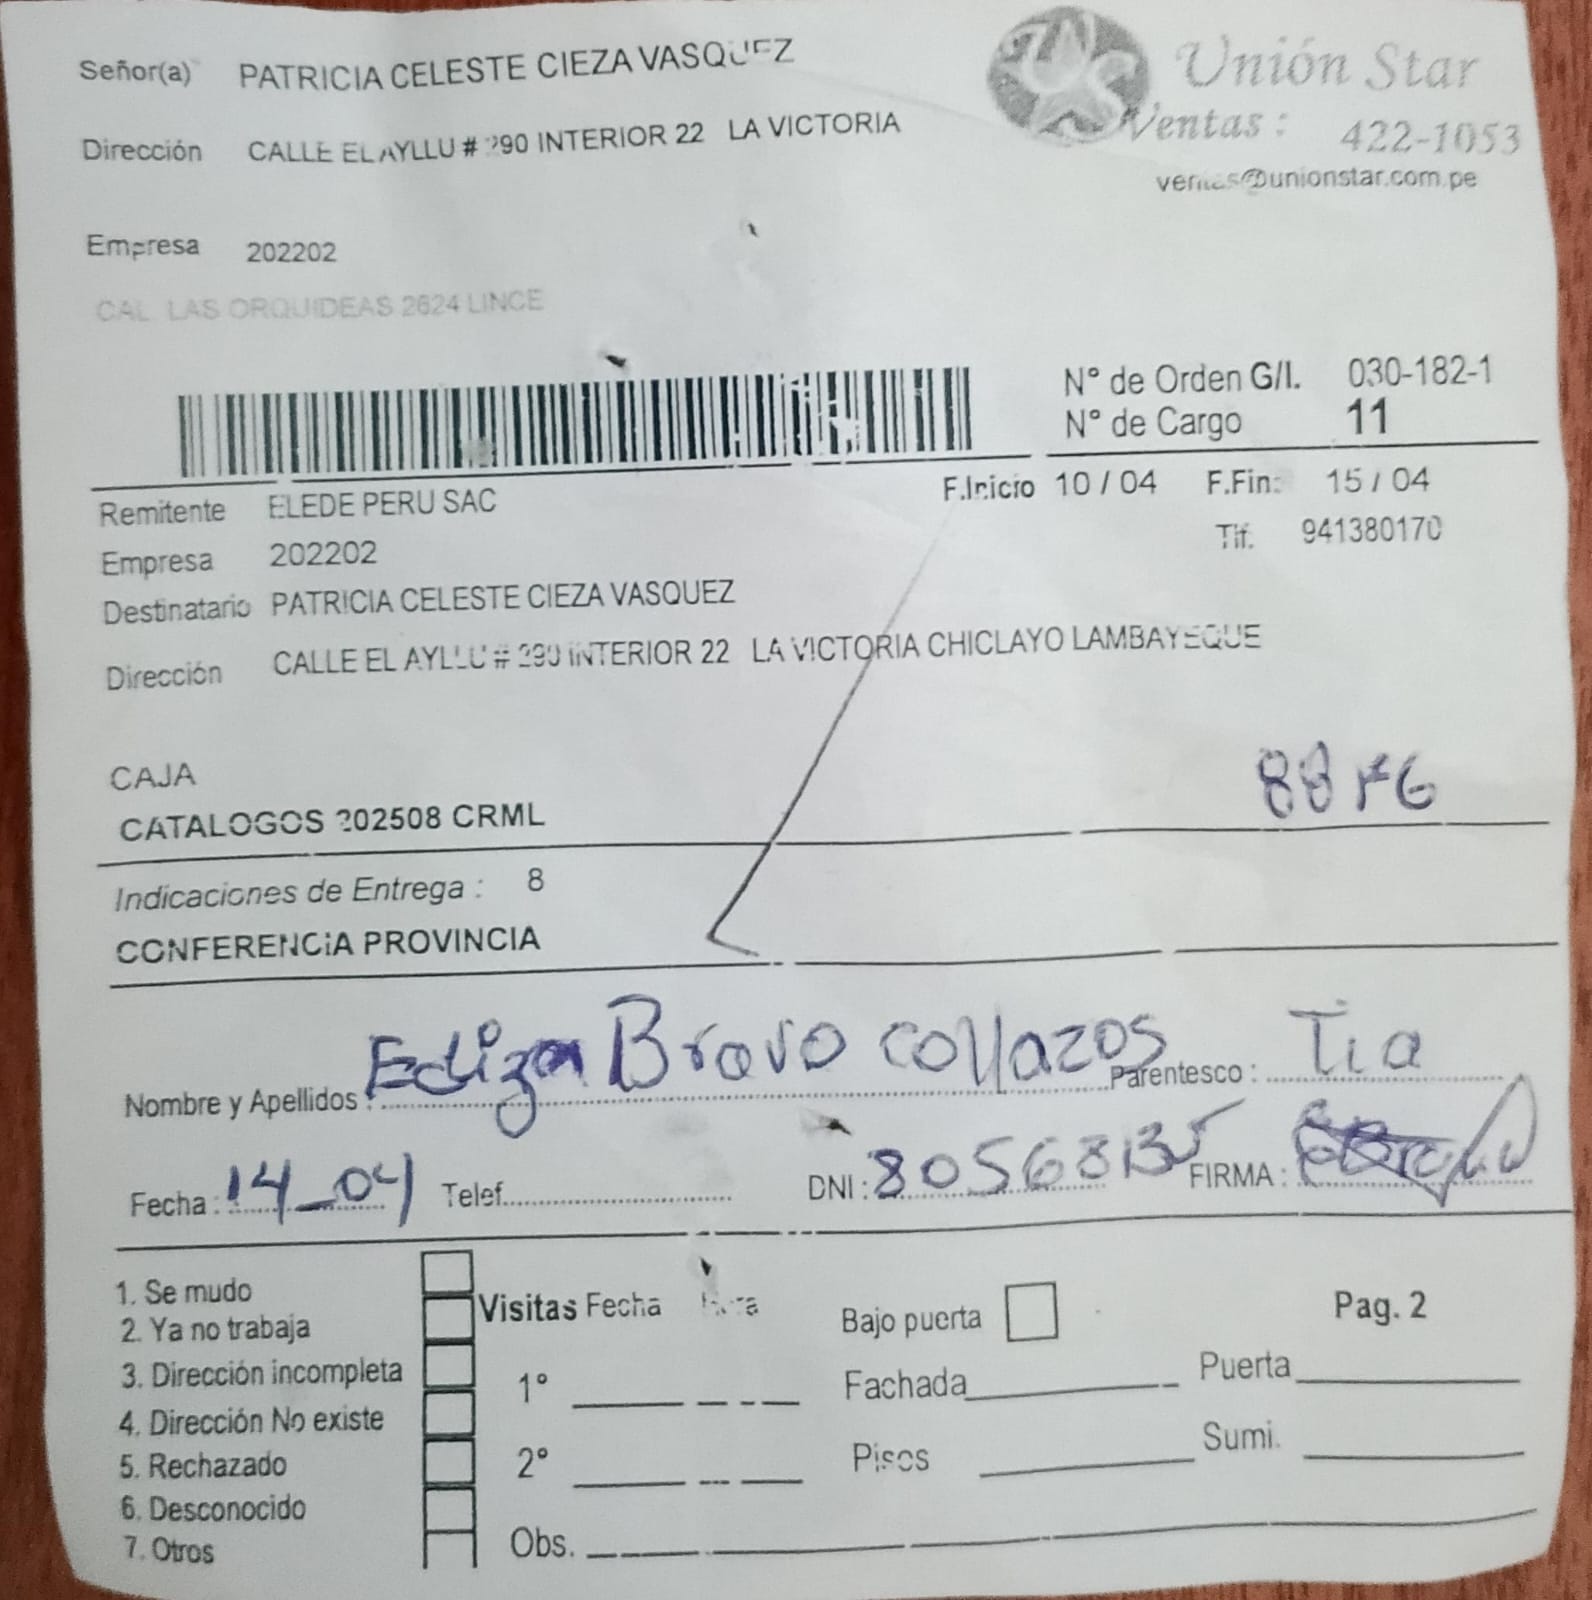 Señor(a) PATRICIA CELESTE CIEZA VASQUEZ
Unión Star
Dirección CALLE EL AYLLU # 290 INTERIOR 22 LA VICTORIA
Ventas : 422-1053
ventas@unionstar.com.pe
Empresa 202202
CAL. LAS ORQUIDEAS 2624 LINCE
N° de Orden G/I. 030-182-1
N° de Cargo 11
Remitente ELEDE PERU SAC
F.Inicio 10 / 04 F.Fin: 15 / 04
Empresa 202202
Tlf. 941380170
Destinatario PATRICIA CELESTE CIEZA VASQUEZ
Dirección CALLE EL AYLLU # 290 INTERIOR 22 LA VICTORIA CHICLAYO LAMBAYEQUE
CAJA
88 KG
CATALOGOS 202508 CRML
Indicaciones de Entrega : 8
CONFERENCIA PROVINCIA
Nombre y Apellidos : Bravo Collazos Parentesco : Tia
Fecha : 14_04 Telef. DNI : FIRMA :
1. Se mudo
2. Ya no trabaja
3. Dirección incompleta
4. Dirección No existe
5. Rechazado
6. Desconocido
7. Otros
Visitas Fecha Hora
1°
2°
Obs.
Bajo puerta
Pag. 2
Fachada Puerta
Pisos Sumi.